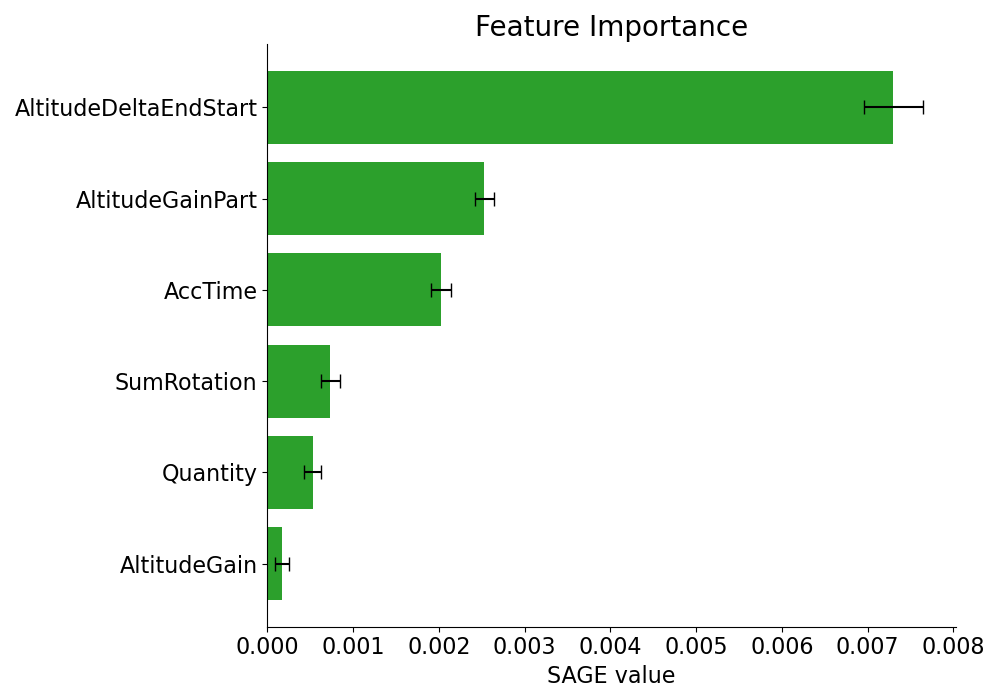 Feature Importance
AltitudeDeltaEndStart
AltitudeGainPart
AccTime
SumRotation
Quantity
AltitudeGain
0.000 0.001 0.002 0.003 0.004 0.005 0.006 0.007 0.008
SAGE value